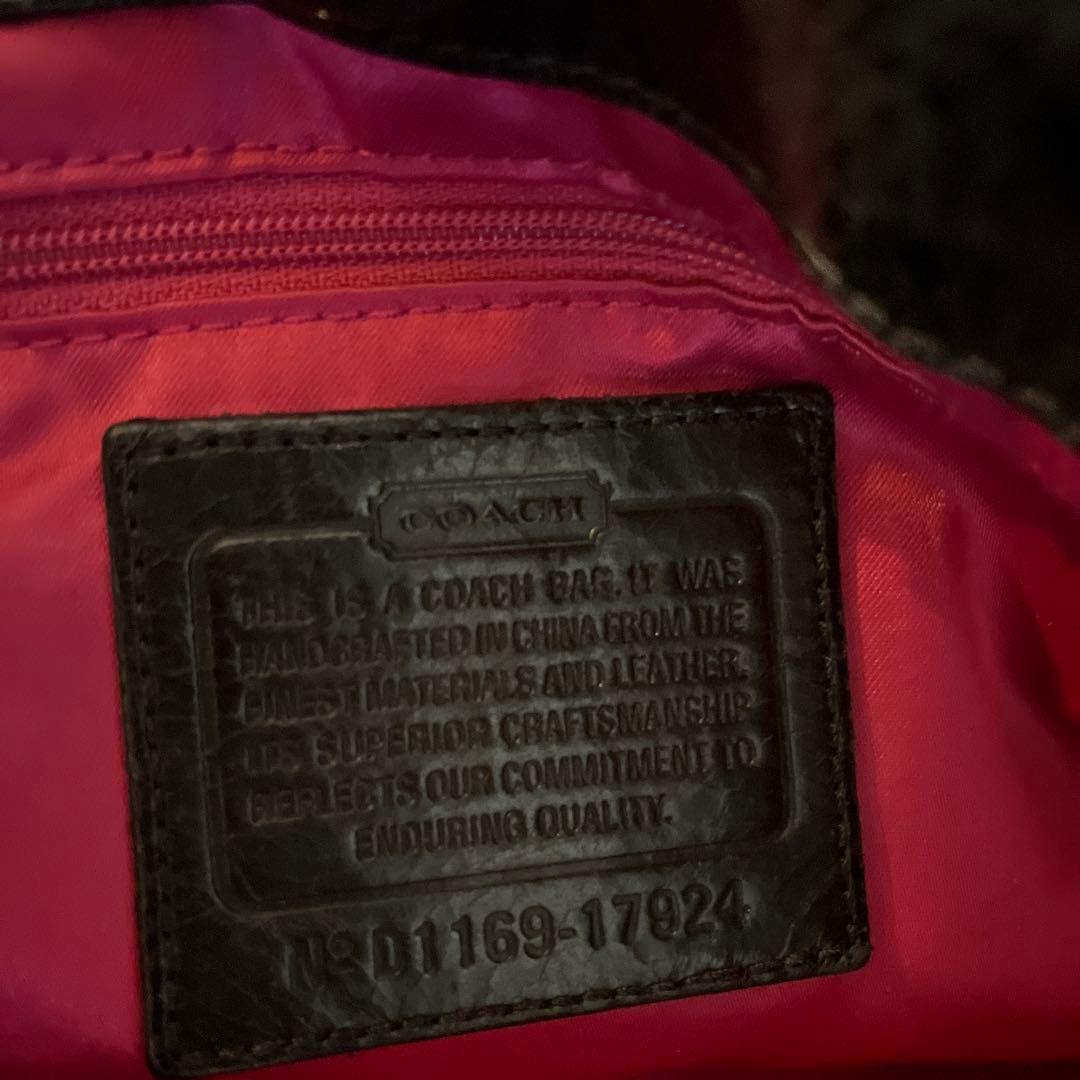 COACH
THIS IS A COACH BAG. IT WAS
HANDCRAFTED IN CHINA FROM THE
FINEST MATERIALS AND LEATHER.
ITS SUPERIOR CRAFTSMANSHIP
REFLECTS OUR COMMITMENT TO
ENDURING QUALITY.
Nº D1169-17924